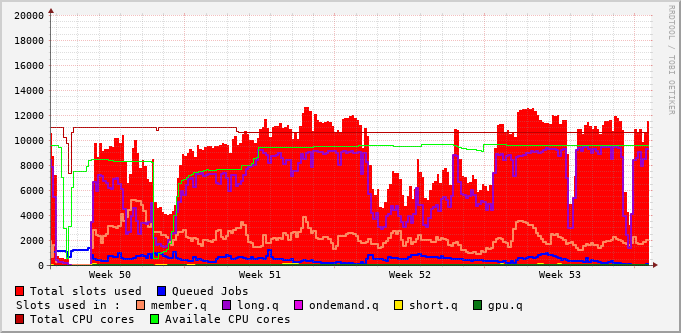 20000
18000
16000
14000
12000
10000
8000
6000
4000
2000
0
Week 50 Week 51 Week 52 Week 53
RRDTOOL / TOBI OETIKER
Total slots used Queued Jobs
Slots used in : member.q long.q ondemand.q short.q gpu.q
Total CPU cores Availale CPU cores